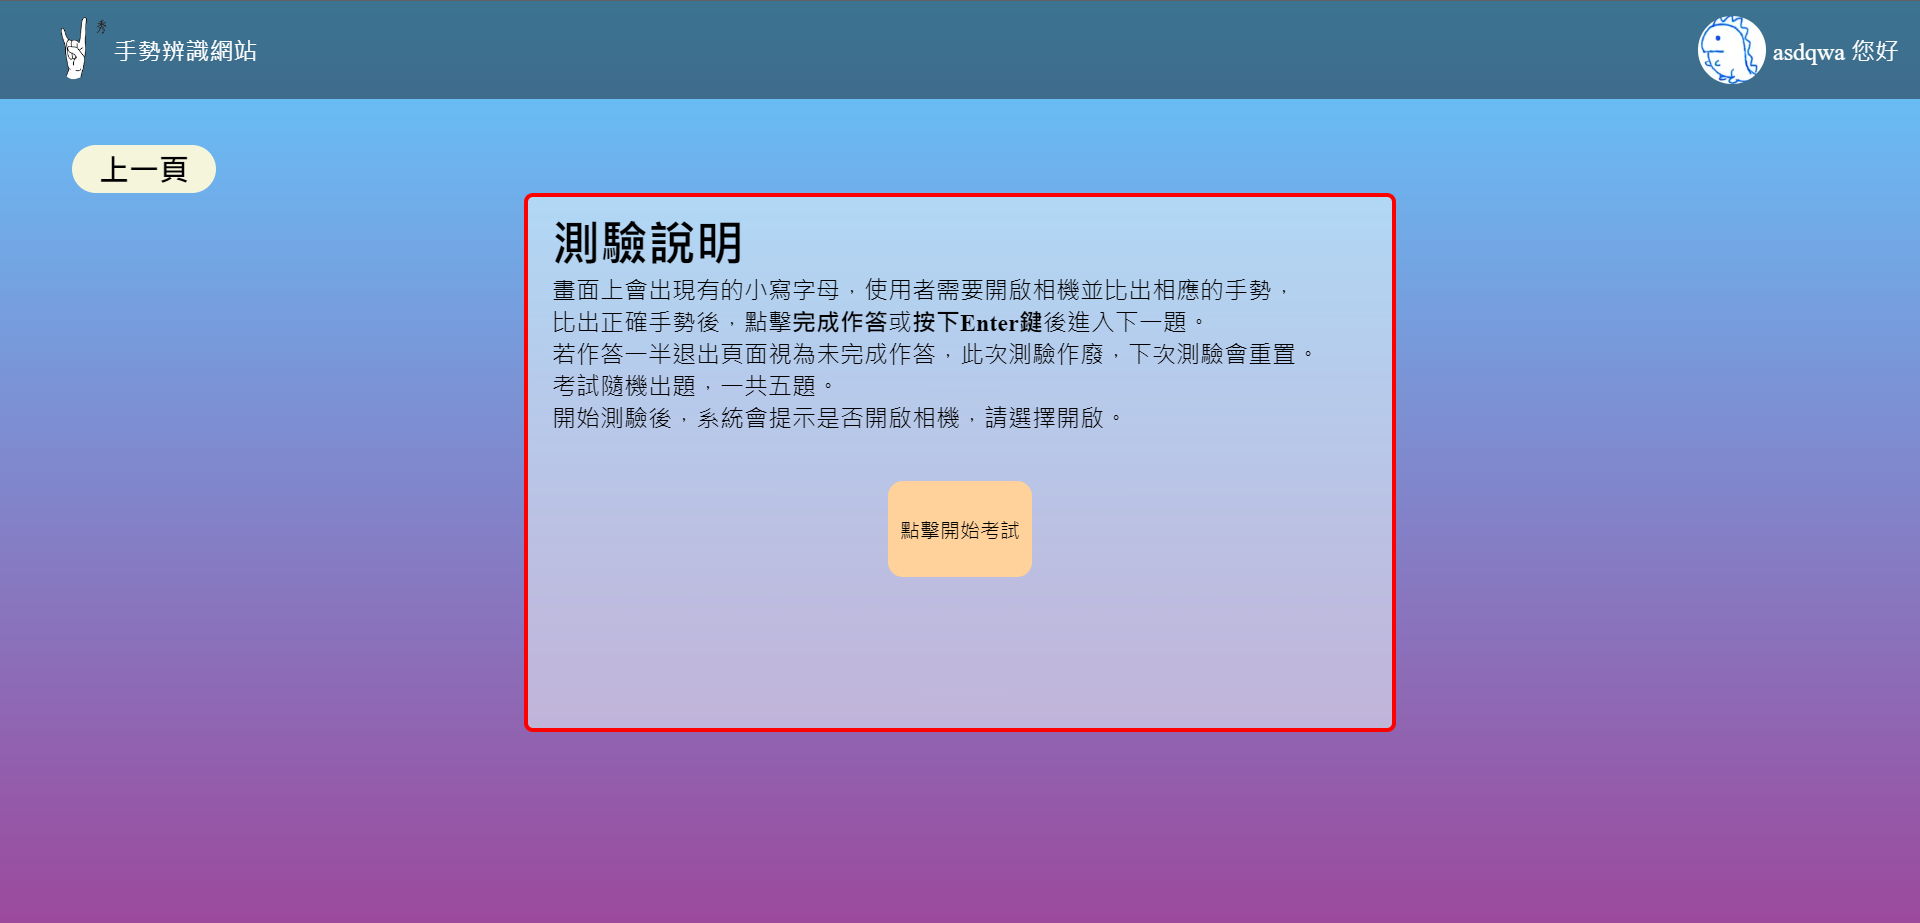 秀
手勢辨識網站
asdqwa 您好
上一頁
測驗說明
畫面上會出現有的小寫字母，使用者需要開啟相機並比出相應的手勢，
比出正確手勢後，點擊完成作答或按下Enter鍵後進入下一題。
若作答一半退出頁面視為未完成作答，此次測驗作廢，下次測驗會重置。
考試隨機出題，一共五題。
開始測驗後，系統會提示是否開啟相機，請選擇開啟。
點擊開始考試